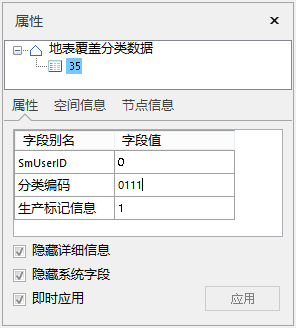 属性
地表覆盖分类数据
35
属性 空间信息 节点信息
字段别名 字段值
SmUserID 0
分类编码 0111
生产标记信息 1
隐藏详细信息
隐藏系统字段
即时应用 应用